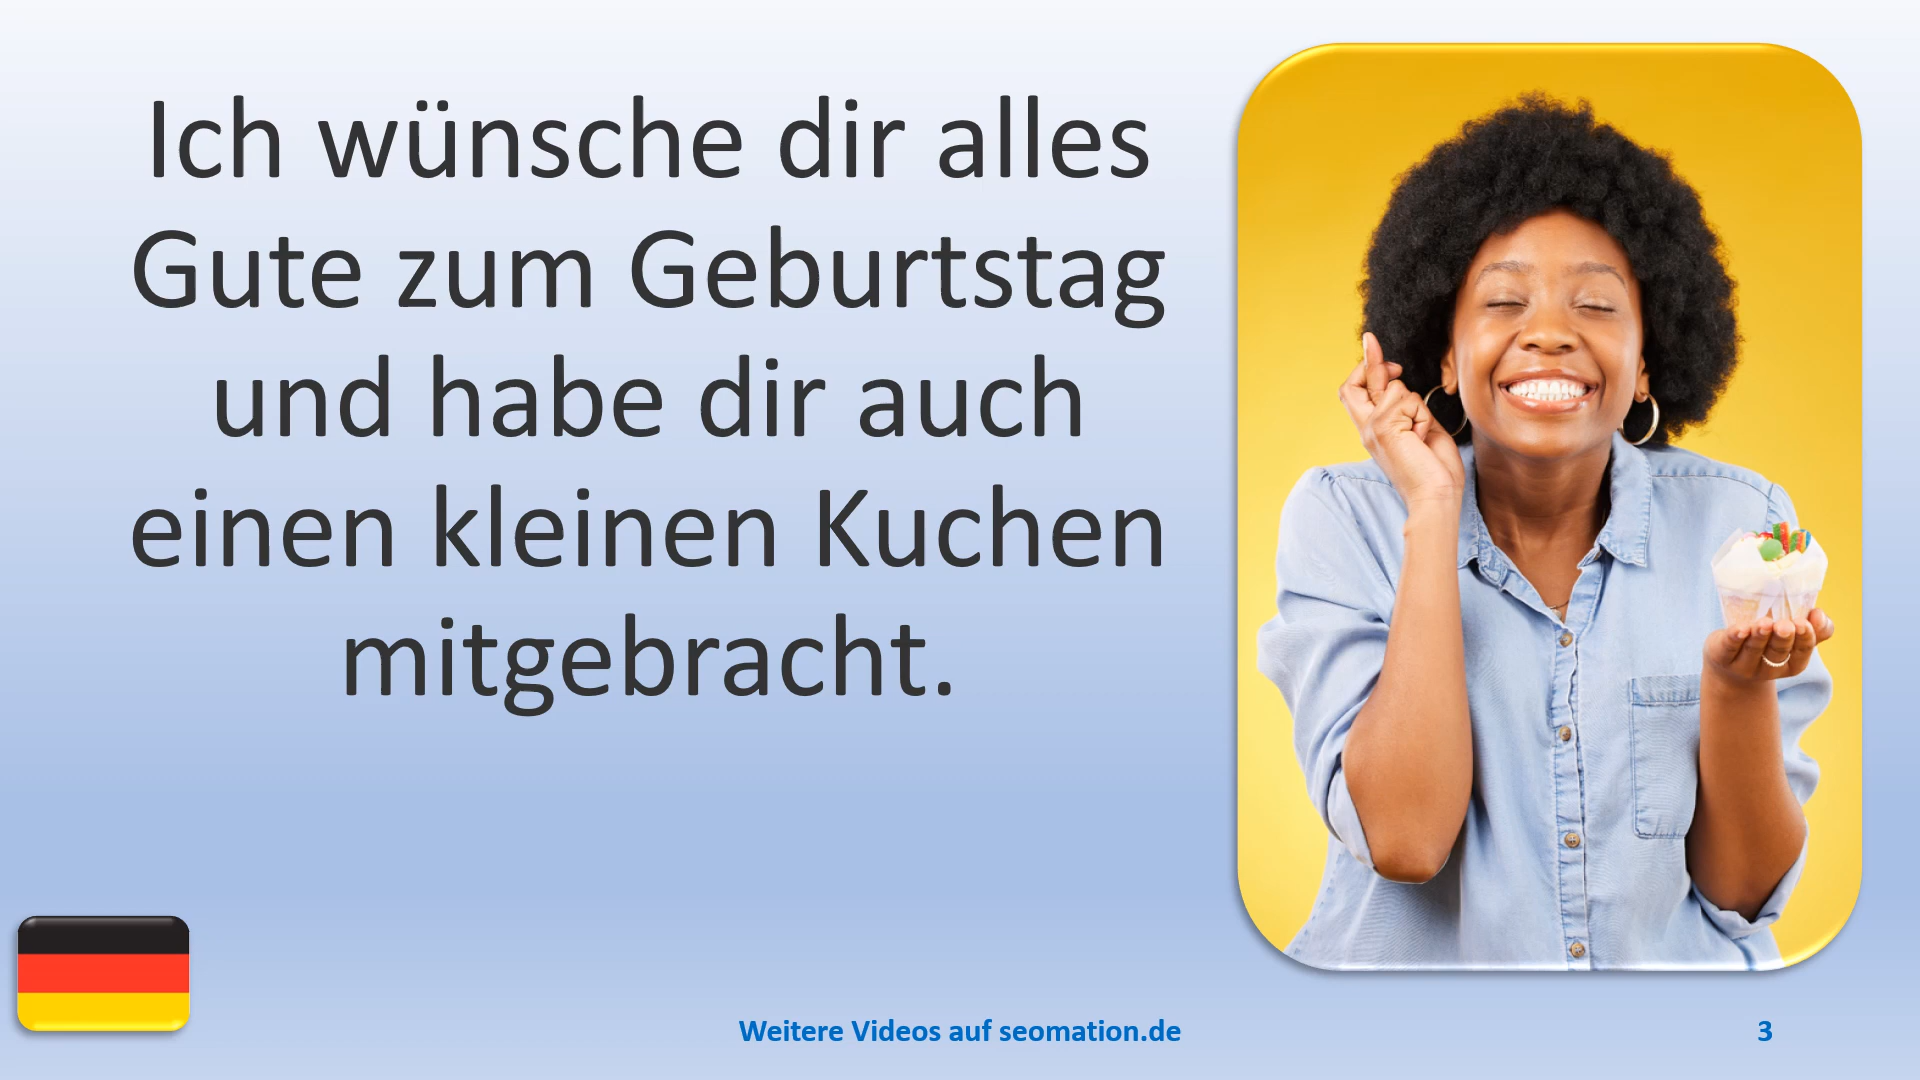 Ich wünsche dir alles
Gute zum Geburtstag
und habe dir auch
einen kleinen Kuchen
mitgebracht.
Weitere Videos auf seomation.de
3